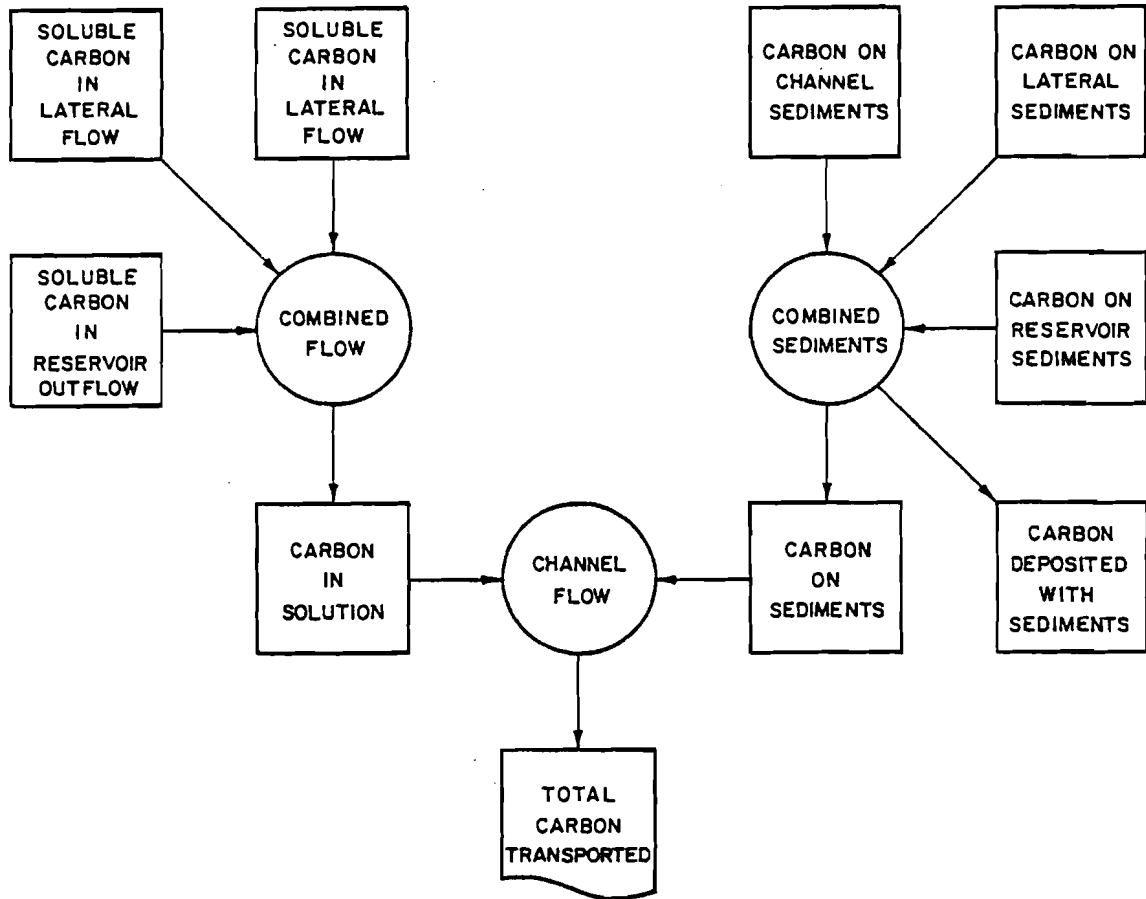 SOLUBLE
CARBON
IN
LATERAL
FLOW
SOLUBLE
CARBON
IN
LATERAL
FLOW
CARBON ON
CHANNEL
SEDIMENTS
CARBON ON
LATERAL
SEDIMENTS
SOLUBLE
CARBON
IN
RESERVOIR
OUTFLOW
COMBINED
FLOW
COMBINED
SEDIMENTS
CARBON ON
RESERVOIR
SEDIMENTS
CARBON
IN
SOLUTION
CHANNEL
FLOW
CARBON
ON
SEDIMENTS
CARBON
DEPOSITED
WITH
SEDIMENTS
TOTAL
CARBON
TRANSPORTED